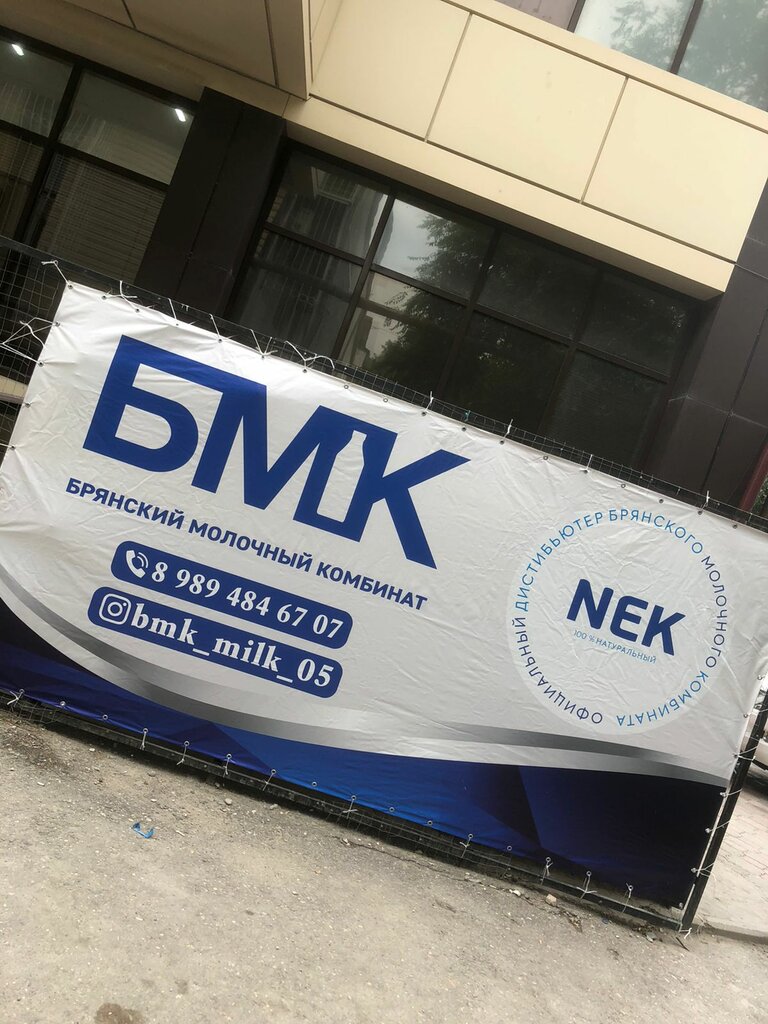 БМК
БРЯНСКИЙ МОЛОЧНЫЙ КОМБИНАТ
8 989 484 67 07
bmk_milk_05
ОФИЦИАЛЬНЫЙ ДИСТИБЬЮТЕР БРЯНСКОГО МОЛОЧНОГО КОМБИНАТА
NEK
100 % НАТУРАЛЬНЫЙ